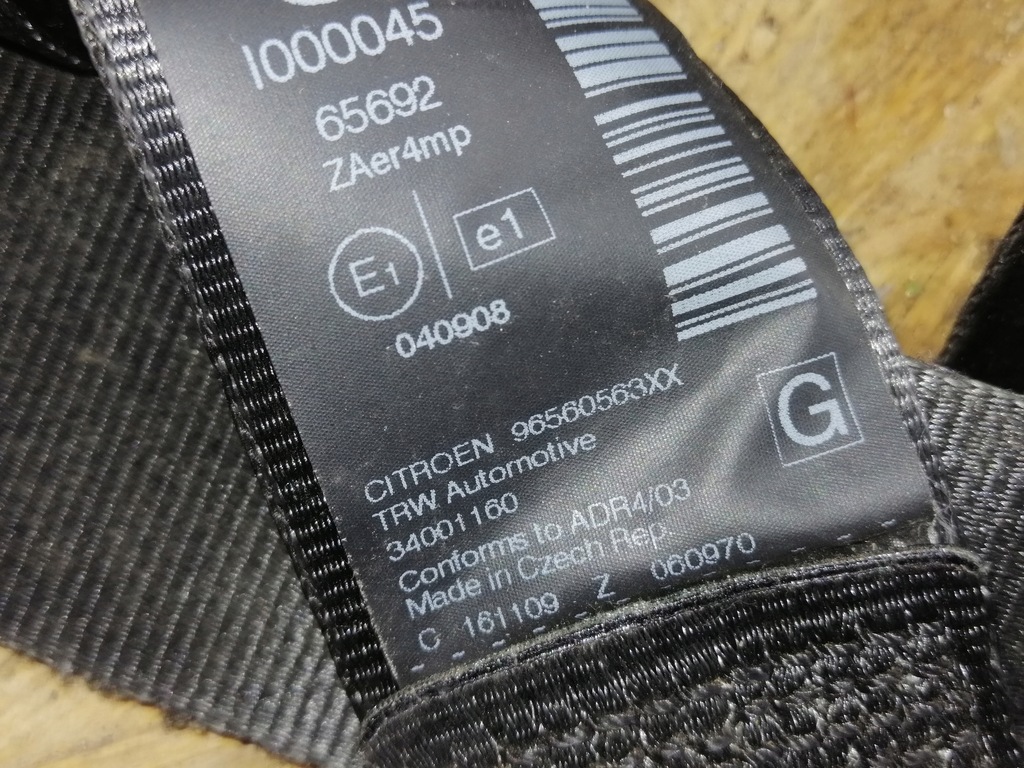 I000045
65692
ZAer4mp
E1 e1
040908
CITROEN 96560563XX
TRW Automotive
34001160
G
Conforms to ADR4/03
Made in Czech Rep.
C 161109 Z 060970